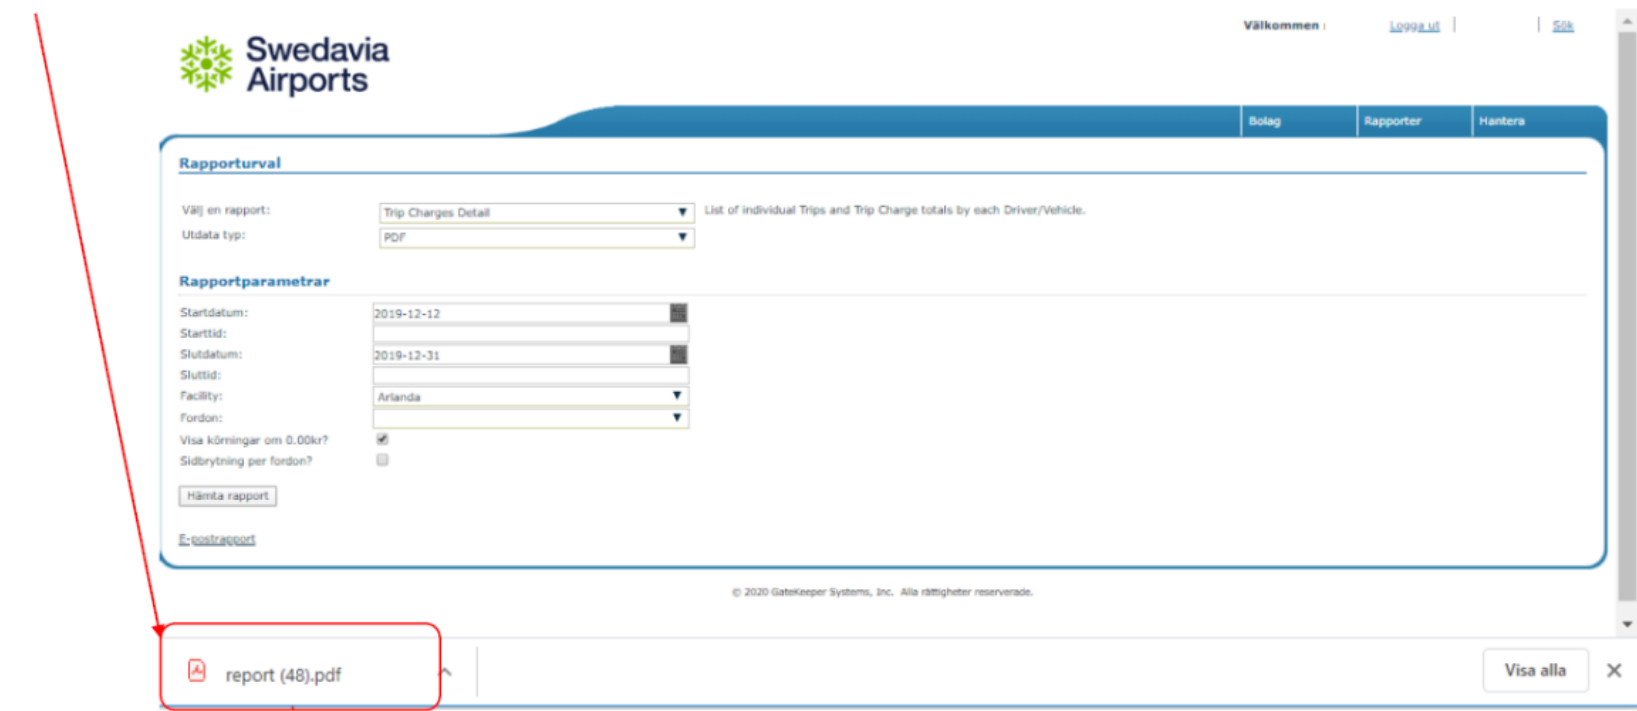 Välkommen
Logga ut
Sök
Swedavia
Airports
Bolag
Rapporter
Hantera
Rapporturval
Välj en rapport:
Trip Charges Detail
List of individual Trips and Trip Charge totals by each Driver/Vehicle.
Utdata typ:
PDF
Rapportparametrar
Startdatum:
2019-12-12
Starttid:
Slutdatum:
2019-12-31
Sluttid:
Facility:
Arlanda
Fordon:
Visa körningar om 0.00kr?
Sidbrytning per fordon?
Hämta rapport
E-postrapport
© 2020 GateKeeper Systems, Inc. Alla rättigheter reserverade.
report (48).pdf
Visa alla